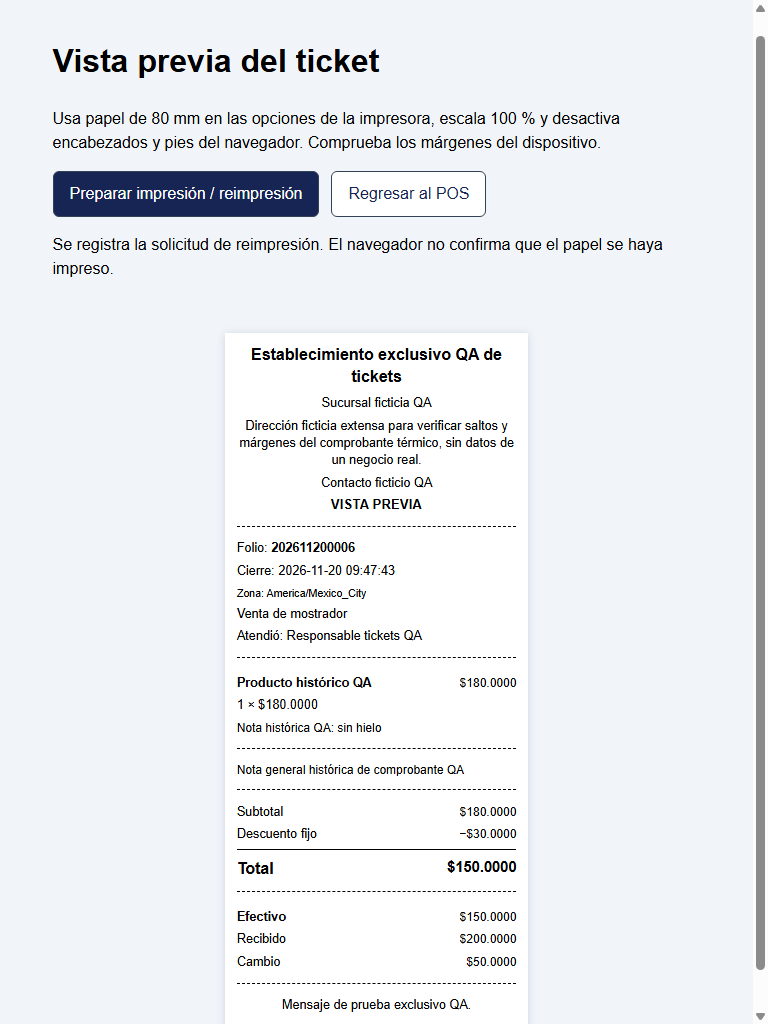 Vista previa del ticket
Usa papel de 80 mm en las opciones de la impresora, escala 100 % y desactiva
encabezados y pies del navegador. Comprueba los márgenes del dispositivo.
Preparar impresión / reimpresión
Regresar al POS
Se registra la solicitud de reimpresión. El navegador no confirma que el papel se haya
impreso.
Establecimiento exclusivo QA de
tickets
Sucursal ficticia QA
Dirección ficticia extensa para verificar saltos y
márgenes del comprobante térmico, sin datos de
un negocio real.
Contacto ficticio QA
VISTA PREVIA
Folio: 202611200006
Cierre: 2026-11-20 09:47:43
Zona: America/Mexico_City
Venta de mostrador
Atendió: Responsable tickets QA
Producto histórico QA $180.0000
1 × $180.0000
Nota histórica QA: sin hielo
Nota general histórica de comprobante QA
Subtotal $180.0000
Descuento fijo −$30.0000
Total $150.0000
Efectivo $150.0000
Recibido $200.0000
Cambio $50.0000
Mensaje de prueba exclusivo QA.